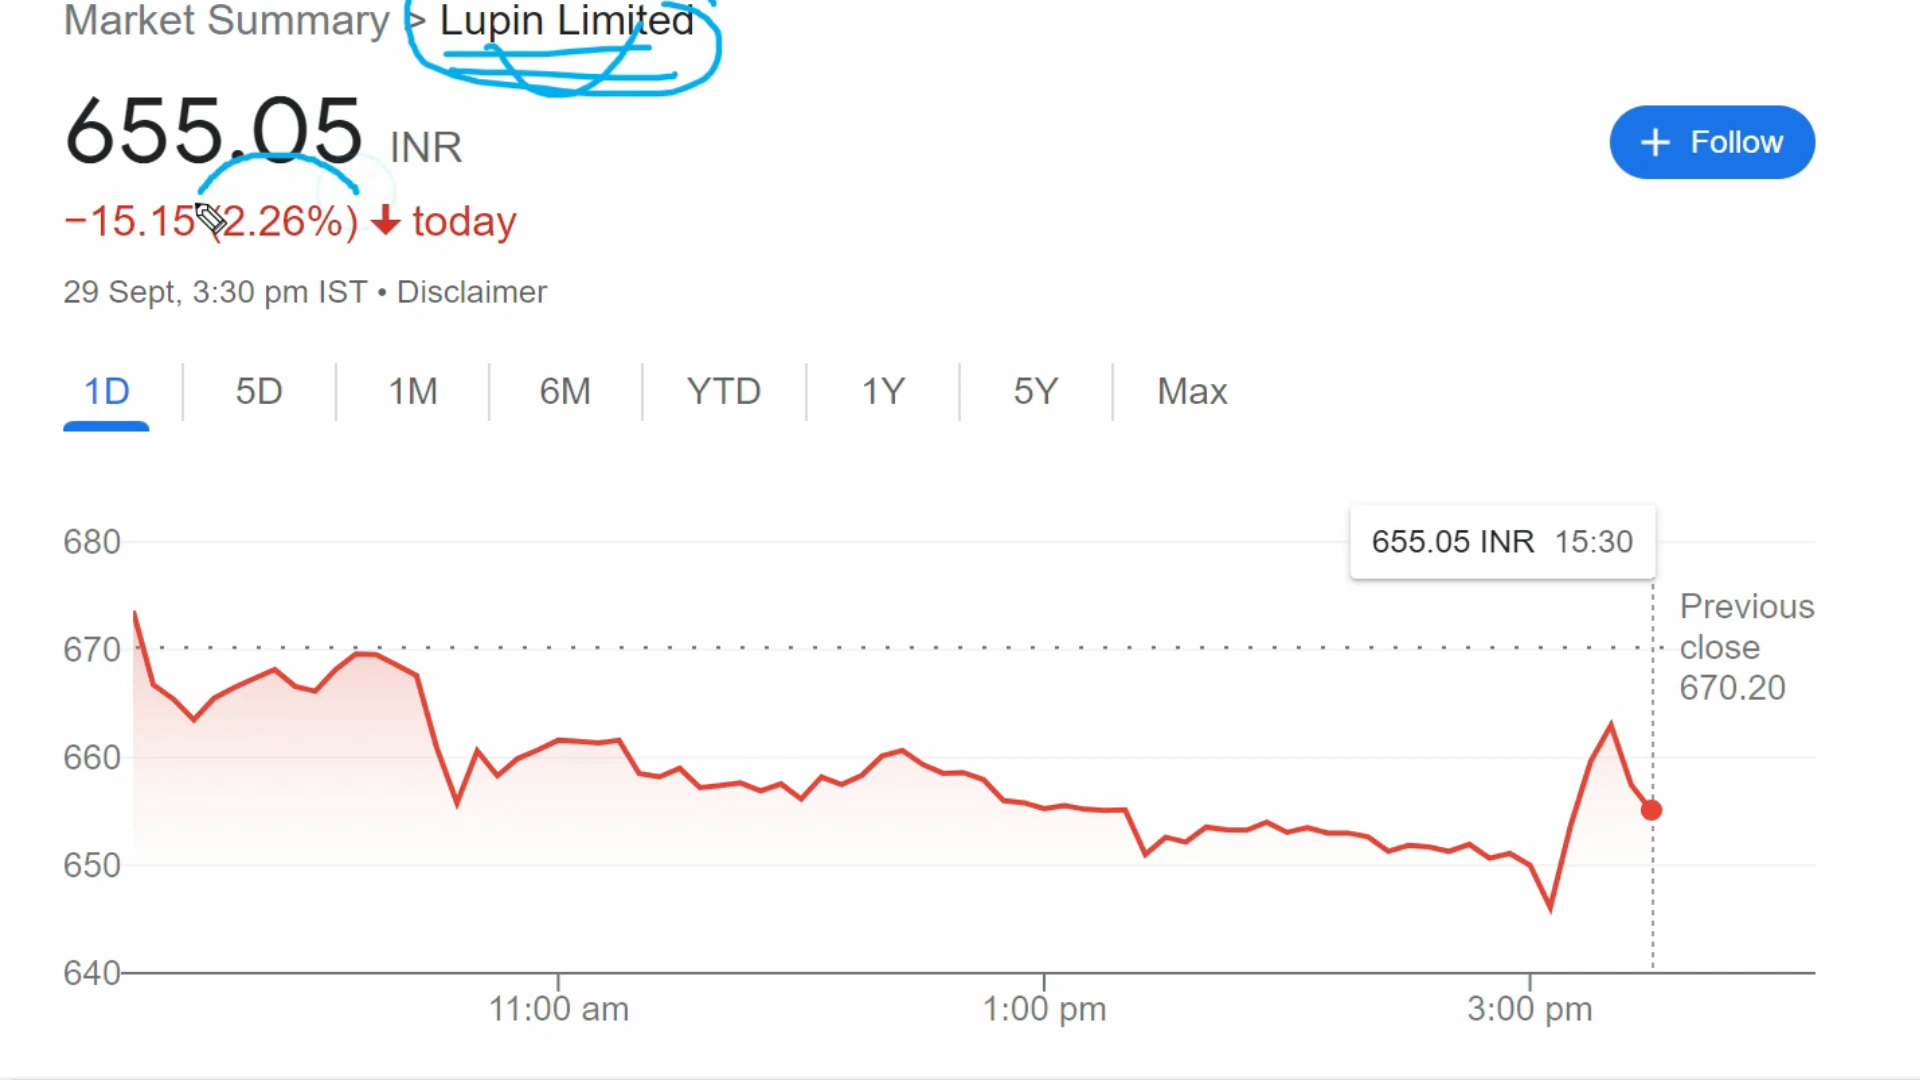 Market Summary > Lupin Limited
655.05 INR
+ Follow
−15.15 (2.26%) ↓ today
29 Sept, 3:30 pm IST • Disclaimer
1D 5D 1M 6M YTD 1Y 5Y Max
680
655.05 INR 15:30
Previous
close
670.20
670
660
650
640
11:00 am 1:00 pm 3:00 pm